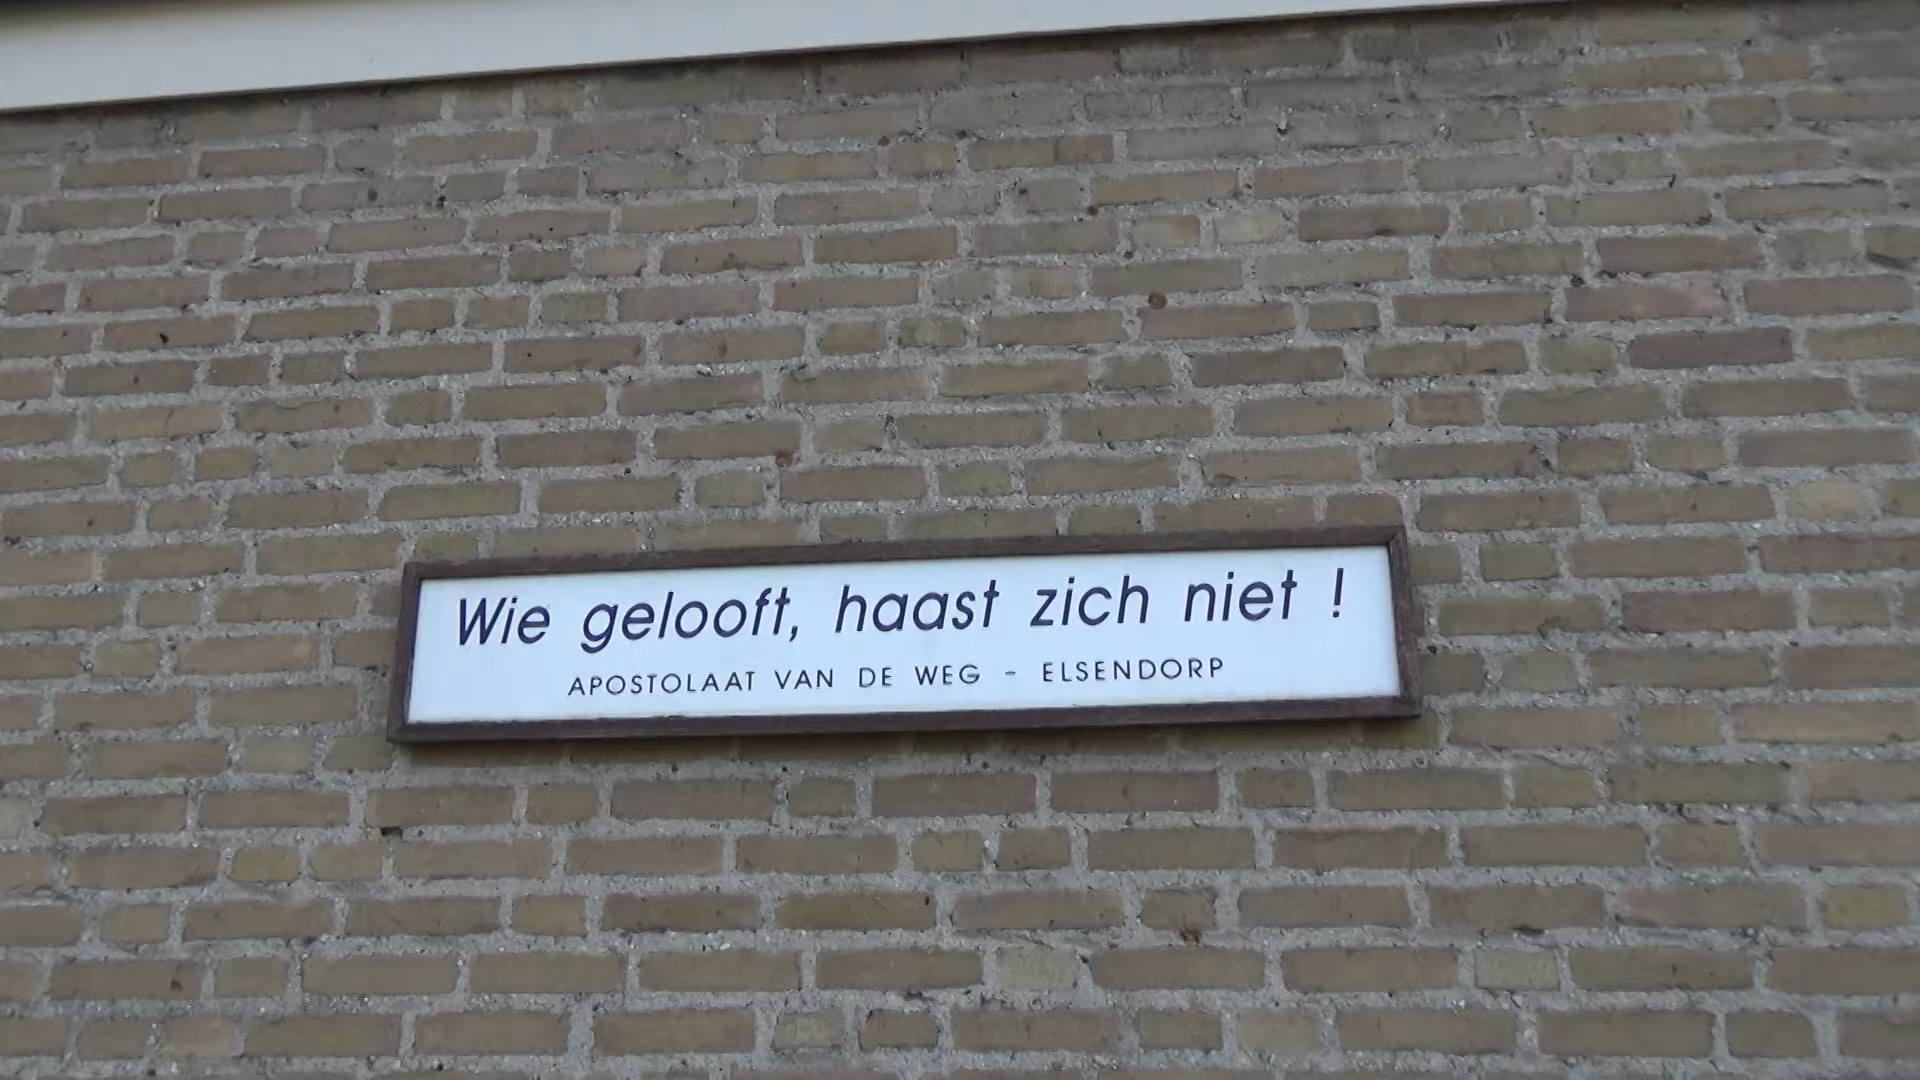 Wie gelooft, haast zich niet !
APOSTOLAAT VAN DE WEG - ELSENDORP